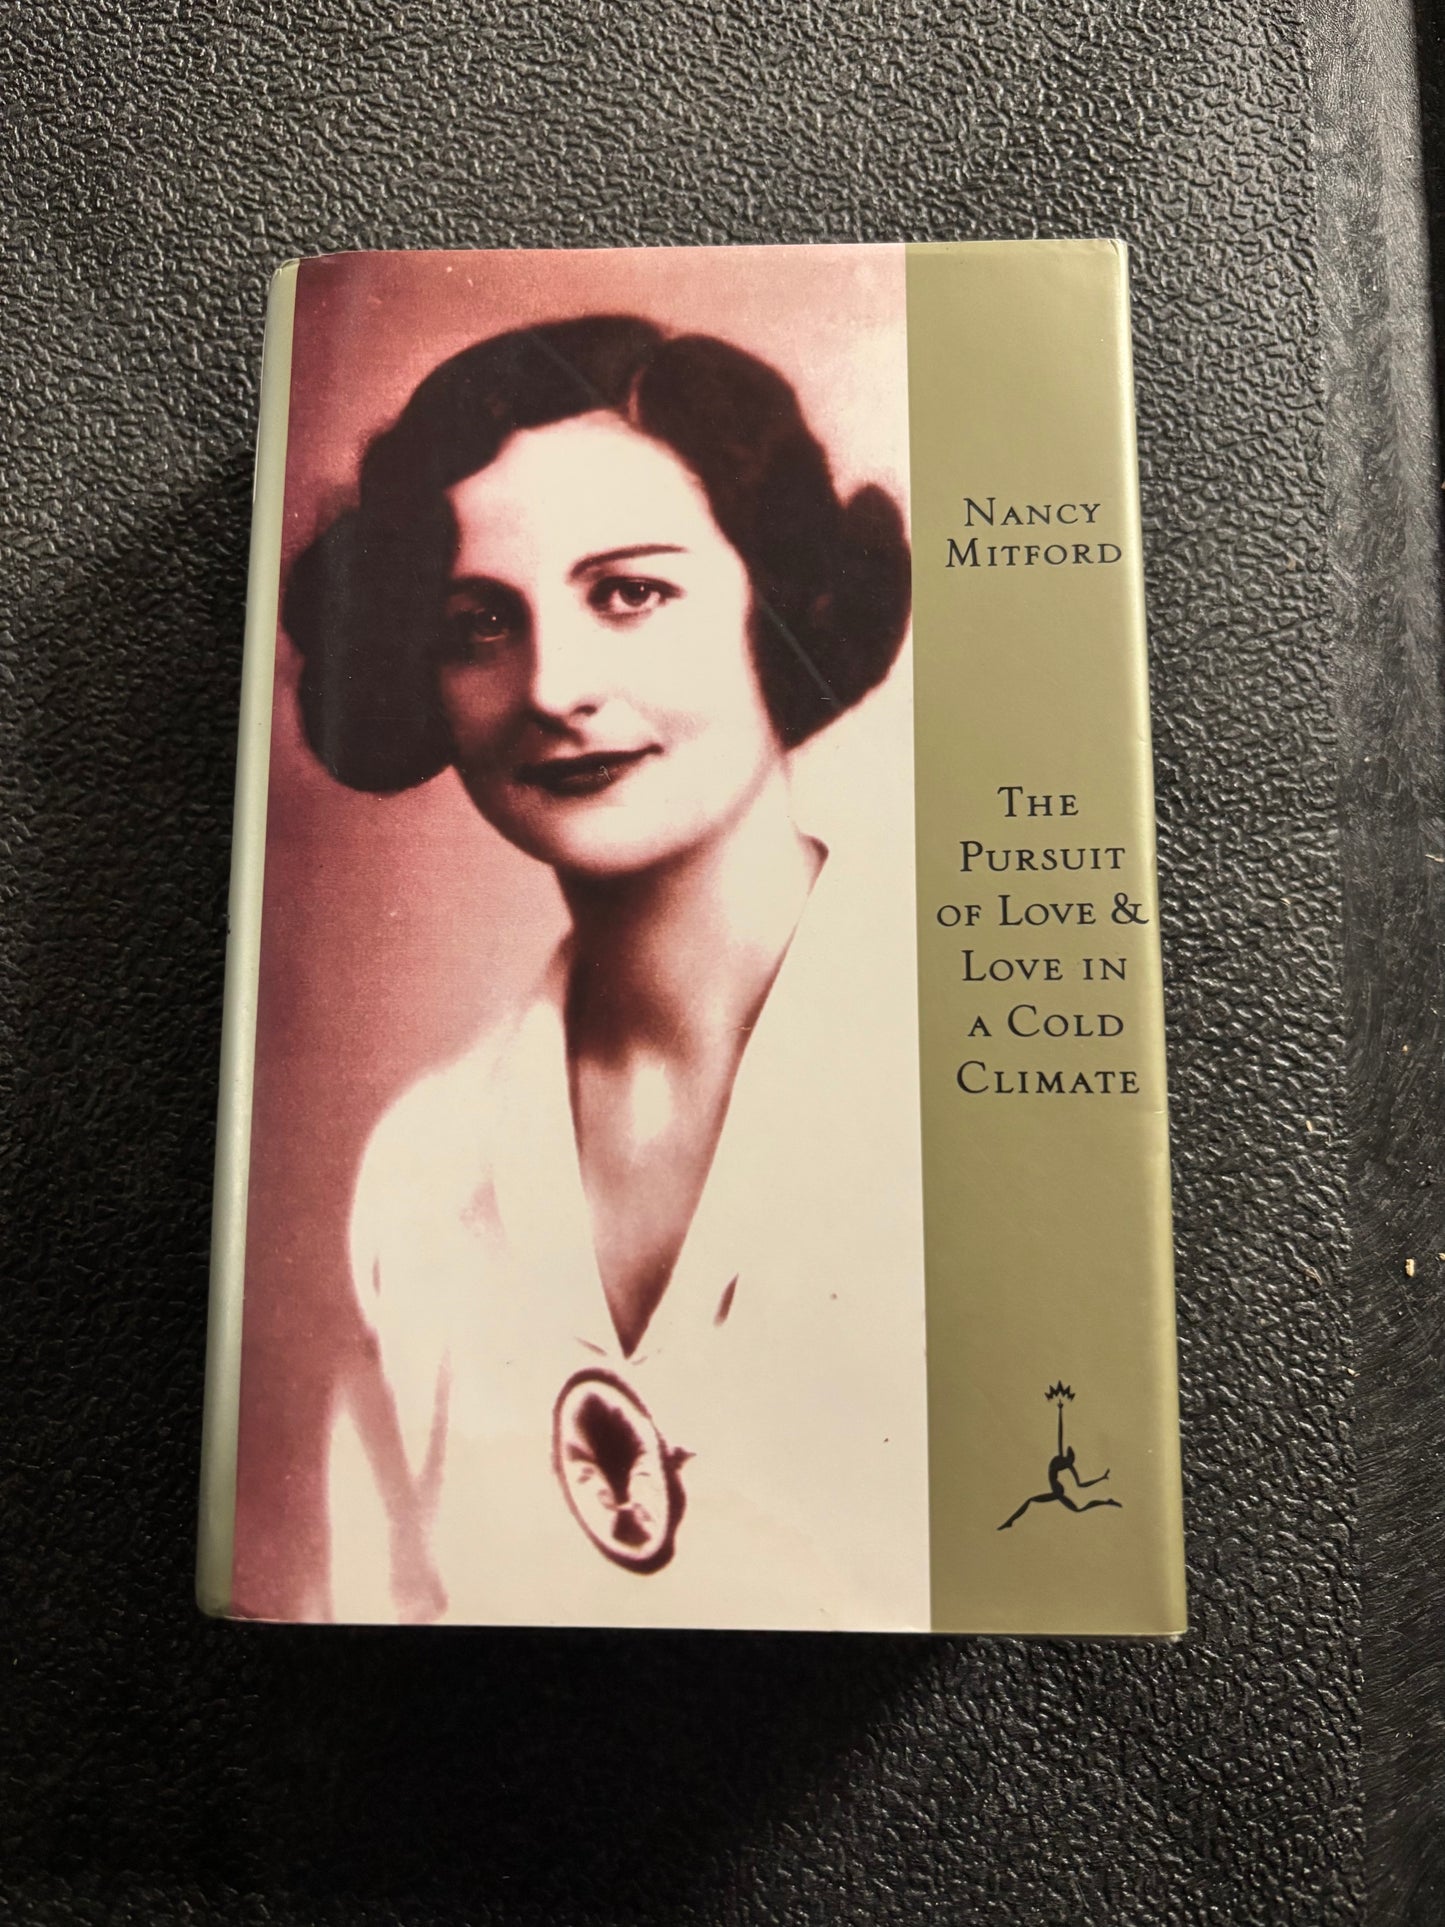 NANCY
MITFORD
THE
PURSUIT
OF LOVE &
LOVE IN
A COLD
CLIMATE